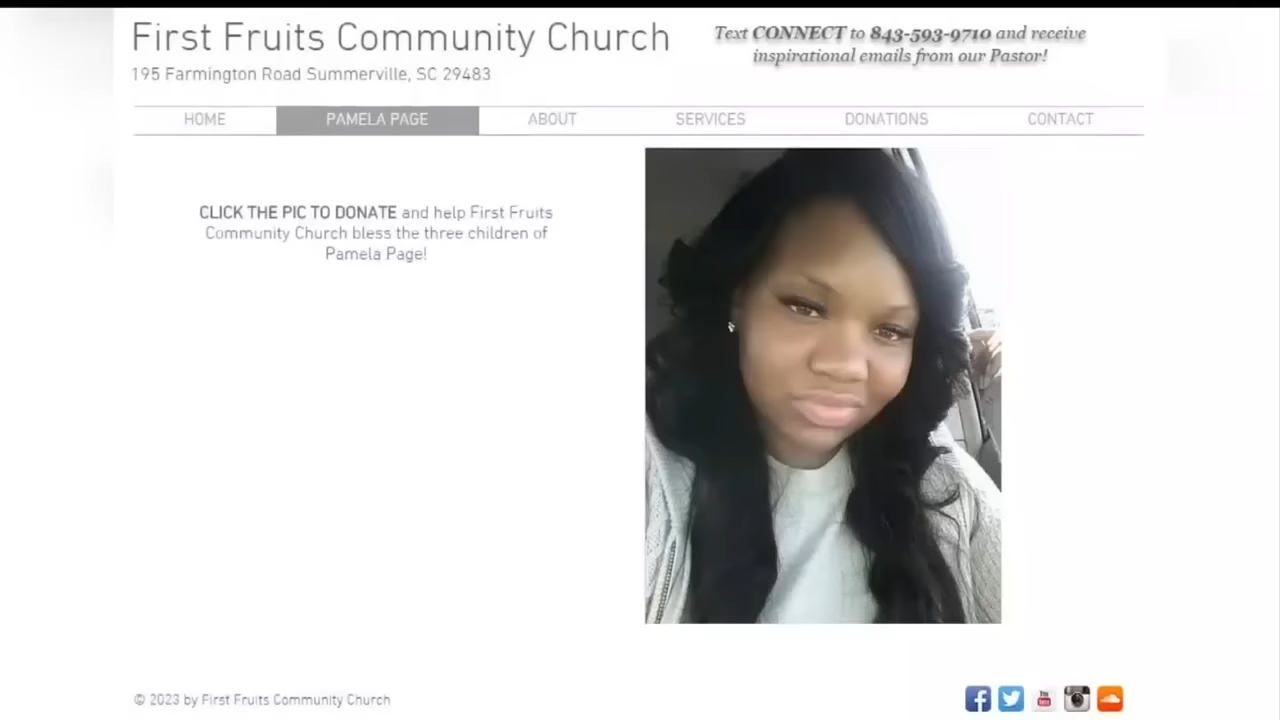 First Fruits Community Church
195 Farmington Road Summerville, SC 29483
Text CONNECT to 843-593-9710 and receive
inspirational emails from our Pastor!
HOME PAMELA PAGE ABOUT SERVICES DONATIONS CONTACT
CLICK THE PIC TO DONATE and help First Fruits
Community Church bless the three children of
Pamela Page!
© 2023 by First Fruits Community Church
You Tube